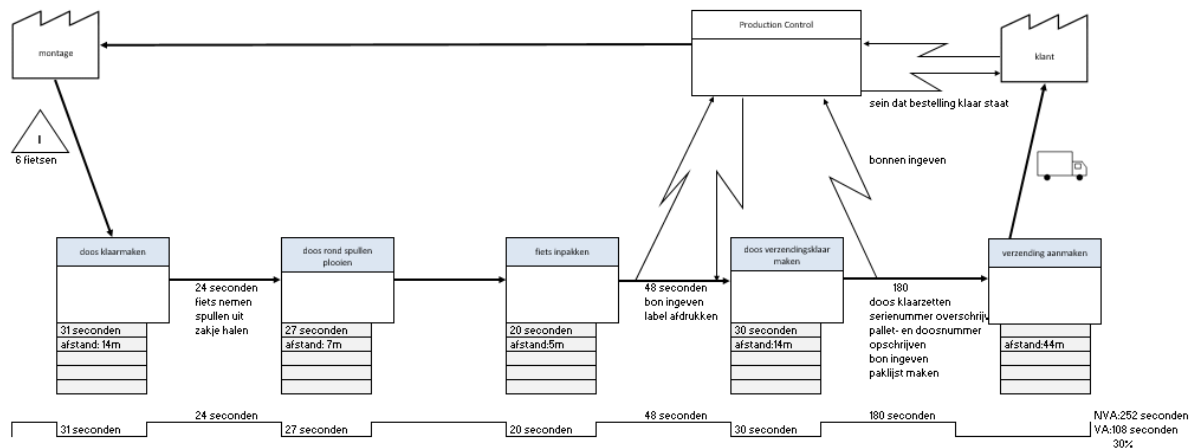 Production Control
montage
klant
sein dat bestelling klaar staat
I
6 fietsen
bonnen ingeven
doos klaarmaken
doos rond spullen
plooien
fiets inpakken
doos verzendingsklaar
maken
verzending aanmaken
24 seconden
fiets nemen
spullen uit
zakje halen
48 seconden
bon ingeven
label afdrukken
180
doos klaarzetten
serienummer overschrijv
pallet- en doosnummer
opschrijven
bon ingeven
paklijst maken
31 seconden
afstand: 14m
27 seconden
afstand: 7m
20 seconden
afstand:5m
30 seconden
afstand:14m
afstand:44m
24 seconden
48 seconden
180 seconden
31 seconden
27 seconden
20 seconden
30 seconden
NVA:252 seconden
VA:108 seconden
30%